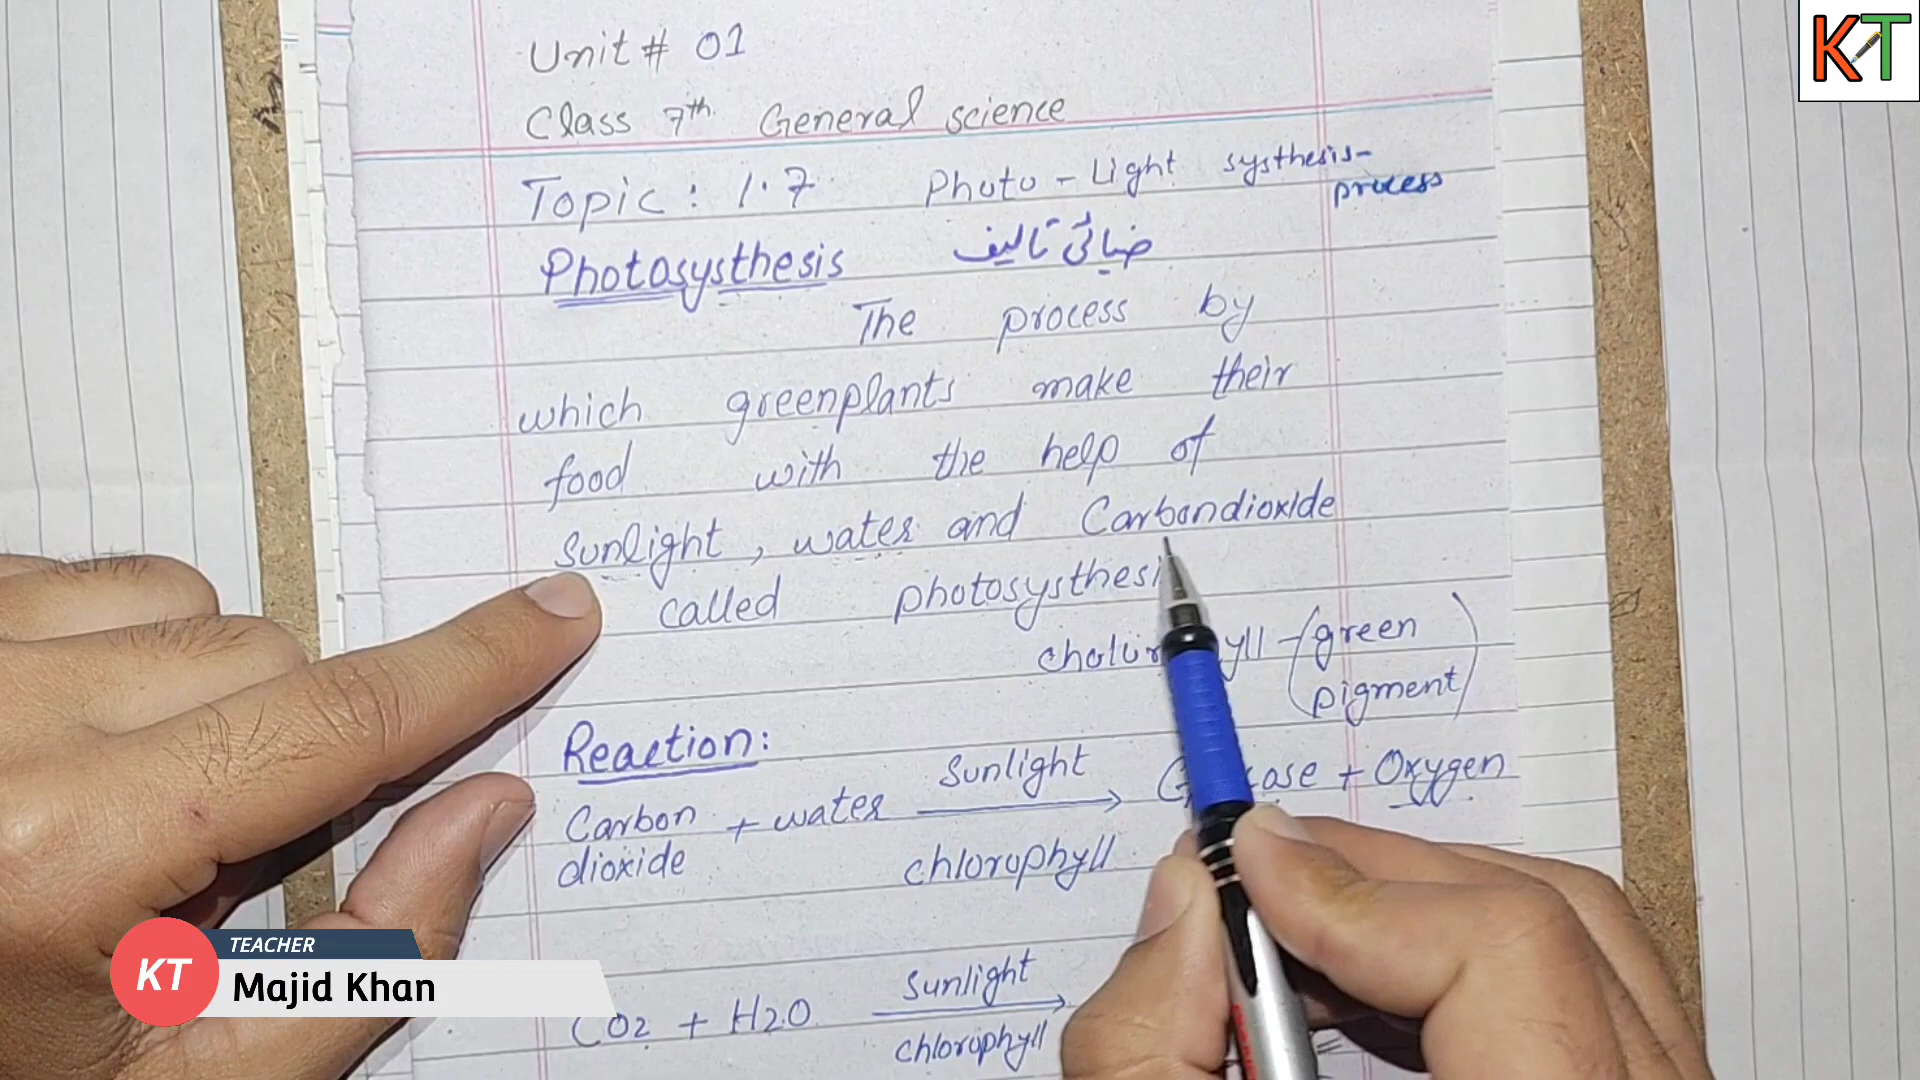 Unit # 01
Class 7th General science
Topic: 1.7 Photo - Light systhesis-
process
Photosysthesis ضیائی تالیف
The process by
which greenplants make their
food with the help of
sunlight, water and Carbondioxide
called
(green
pigment)
Reaction:
Sunlight
Carbon + water + Oxygen
dioxide
chlorophyll
Sunlight
CO2 + H2O
chlorophyll
KT
KT
TEACHER
Majid Khan